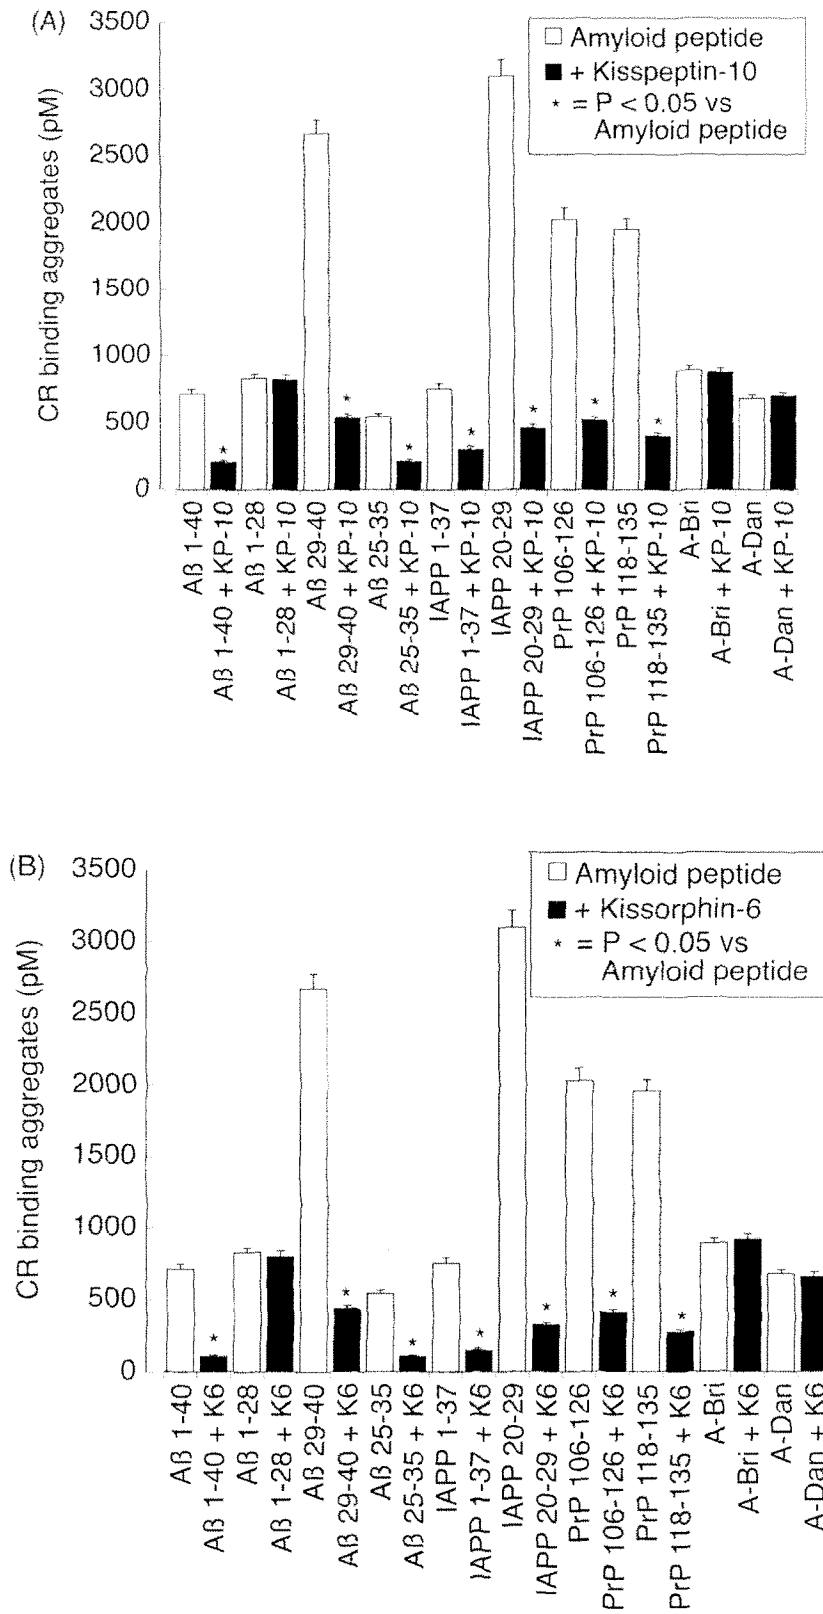 (A)
3500
3000
2500
2000
1500
1000
500
0
CR binding aggregates (pM)
Amyloid peptide
+ Kisspeptin-10
* = P < 0.05 vs
Amyloid peptide
*
*
*
*
*
*
*
Aß 1-40
Aß 1-40 + KP-10
Aß 1-28
Aß 1-28 + KP-10
Aß 29-40
Aß 29-40 + KP-10
Aß 25-35
Aß 25-35 + KP-10
IAPP 1-37
IAPP 1-37 + KP-10
IAPP 20-29
IAPP 20-29 + KP-10
PrP 106-126
PrP 106-126 + KP-10
PrP 118-135
PrP 118-135 + KP-10
A-Bri
A-Bri + KP-10
A-Dan
A-Dan + KP-10
(B)
3500
3000
2500
2000
1500
1000
500
0
CR binding aggregates (pM)
Amyloid peptide
+ Kissorphin-6
* = P < 0.05 vs
Amyloid peptide
*
*
*
*
*
*
*
Aß 1-40
Aß 1-40 + K6
Aß 1-28
Aß 1-28 + K6
Aß 29-40
Aß 29-40 + K6
Aß 25-35
Aß 25-35 + K6
IAPP 1-37
IAPP 1-37 + K6
IAPP 20-29
IAPP 20-29 + K6
PrP 106-126
PrP 106-126 + K6
PrP 118-135
PrP 118-135 + K6
A-Bri
A-Bri + K6
A-Dan
A-Dan + K6